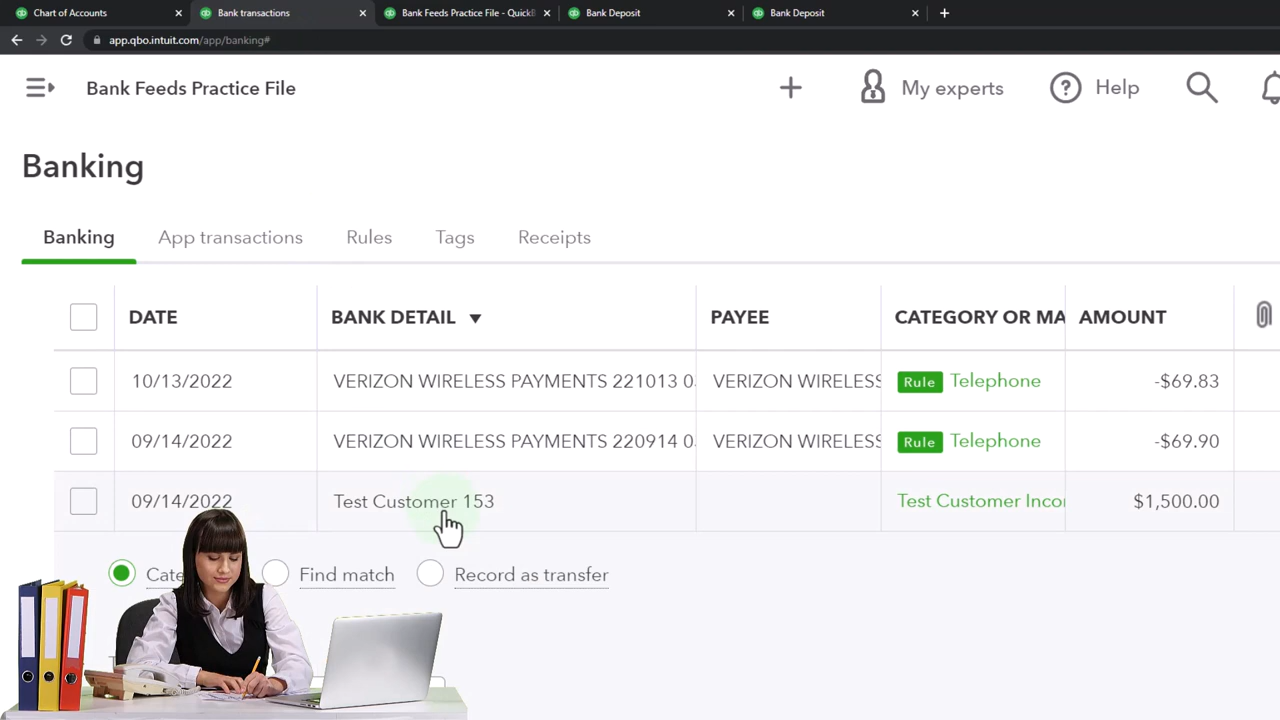 Chart of Accounts
Bank transactions
Bank Feeds Practice File - QuickB
Bank Deposit
Bank Deposit
app.qbo.intuit.com/app/banking#
Bank Feeds Practice File
My experts
Help
Banking
Banking
App transactions
Rules
Tags
Receipts
DATE
BANK DETAIL
PAYEE
CATEGORY OR MA
AMOUNT
10/13/2022 VERIZON WIRELESS PAYMENTS 221013 0 VERIZON WIRELESS Rule Telephone -$69.83
09/14/2022 VERIZON WIRELESS PAYMENTS 220914 0 VERIZON WIRELESS Rule Telephone -$69.90
09/14/2022 Test Customer 153 Test Customer Inco $1,500.00
Find match
Record as transfer